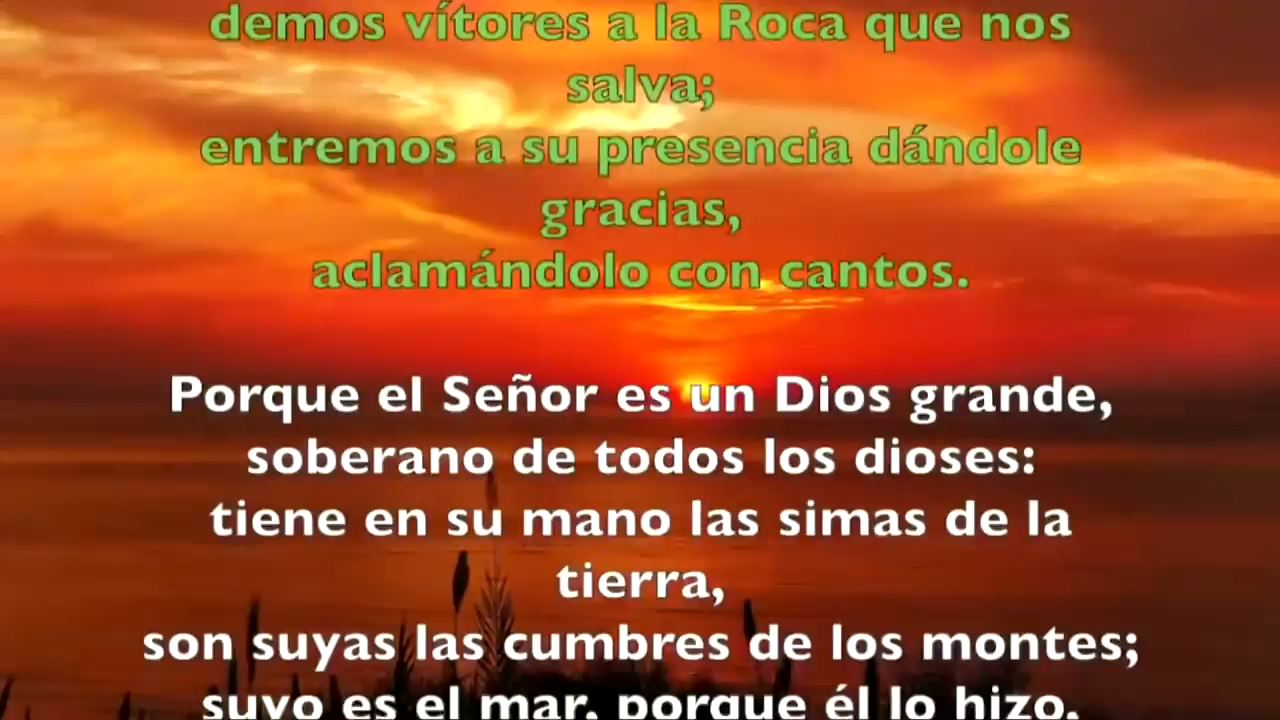 demos vítores a la Roca que nos
salva;
entremos a su presencia dándole
gracias,
aclamándolo con cantos.
Porque el Señor es un Dios grande,
soberano de todos los dioses:
tiene en su mano las simas de la
tierra,
son suyas las cumbres de los montes;
suyo es el mar, porque él lo hizo,